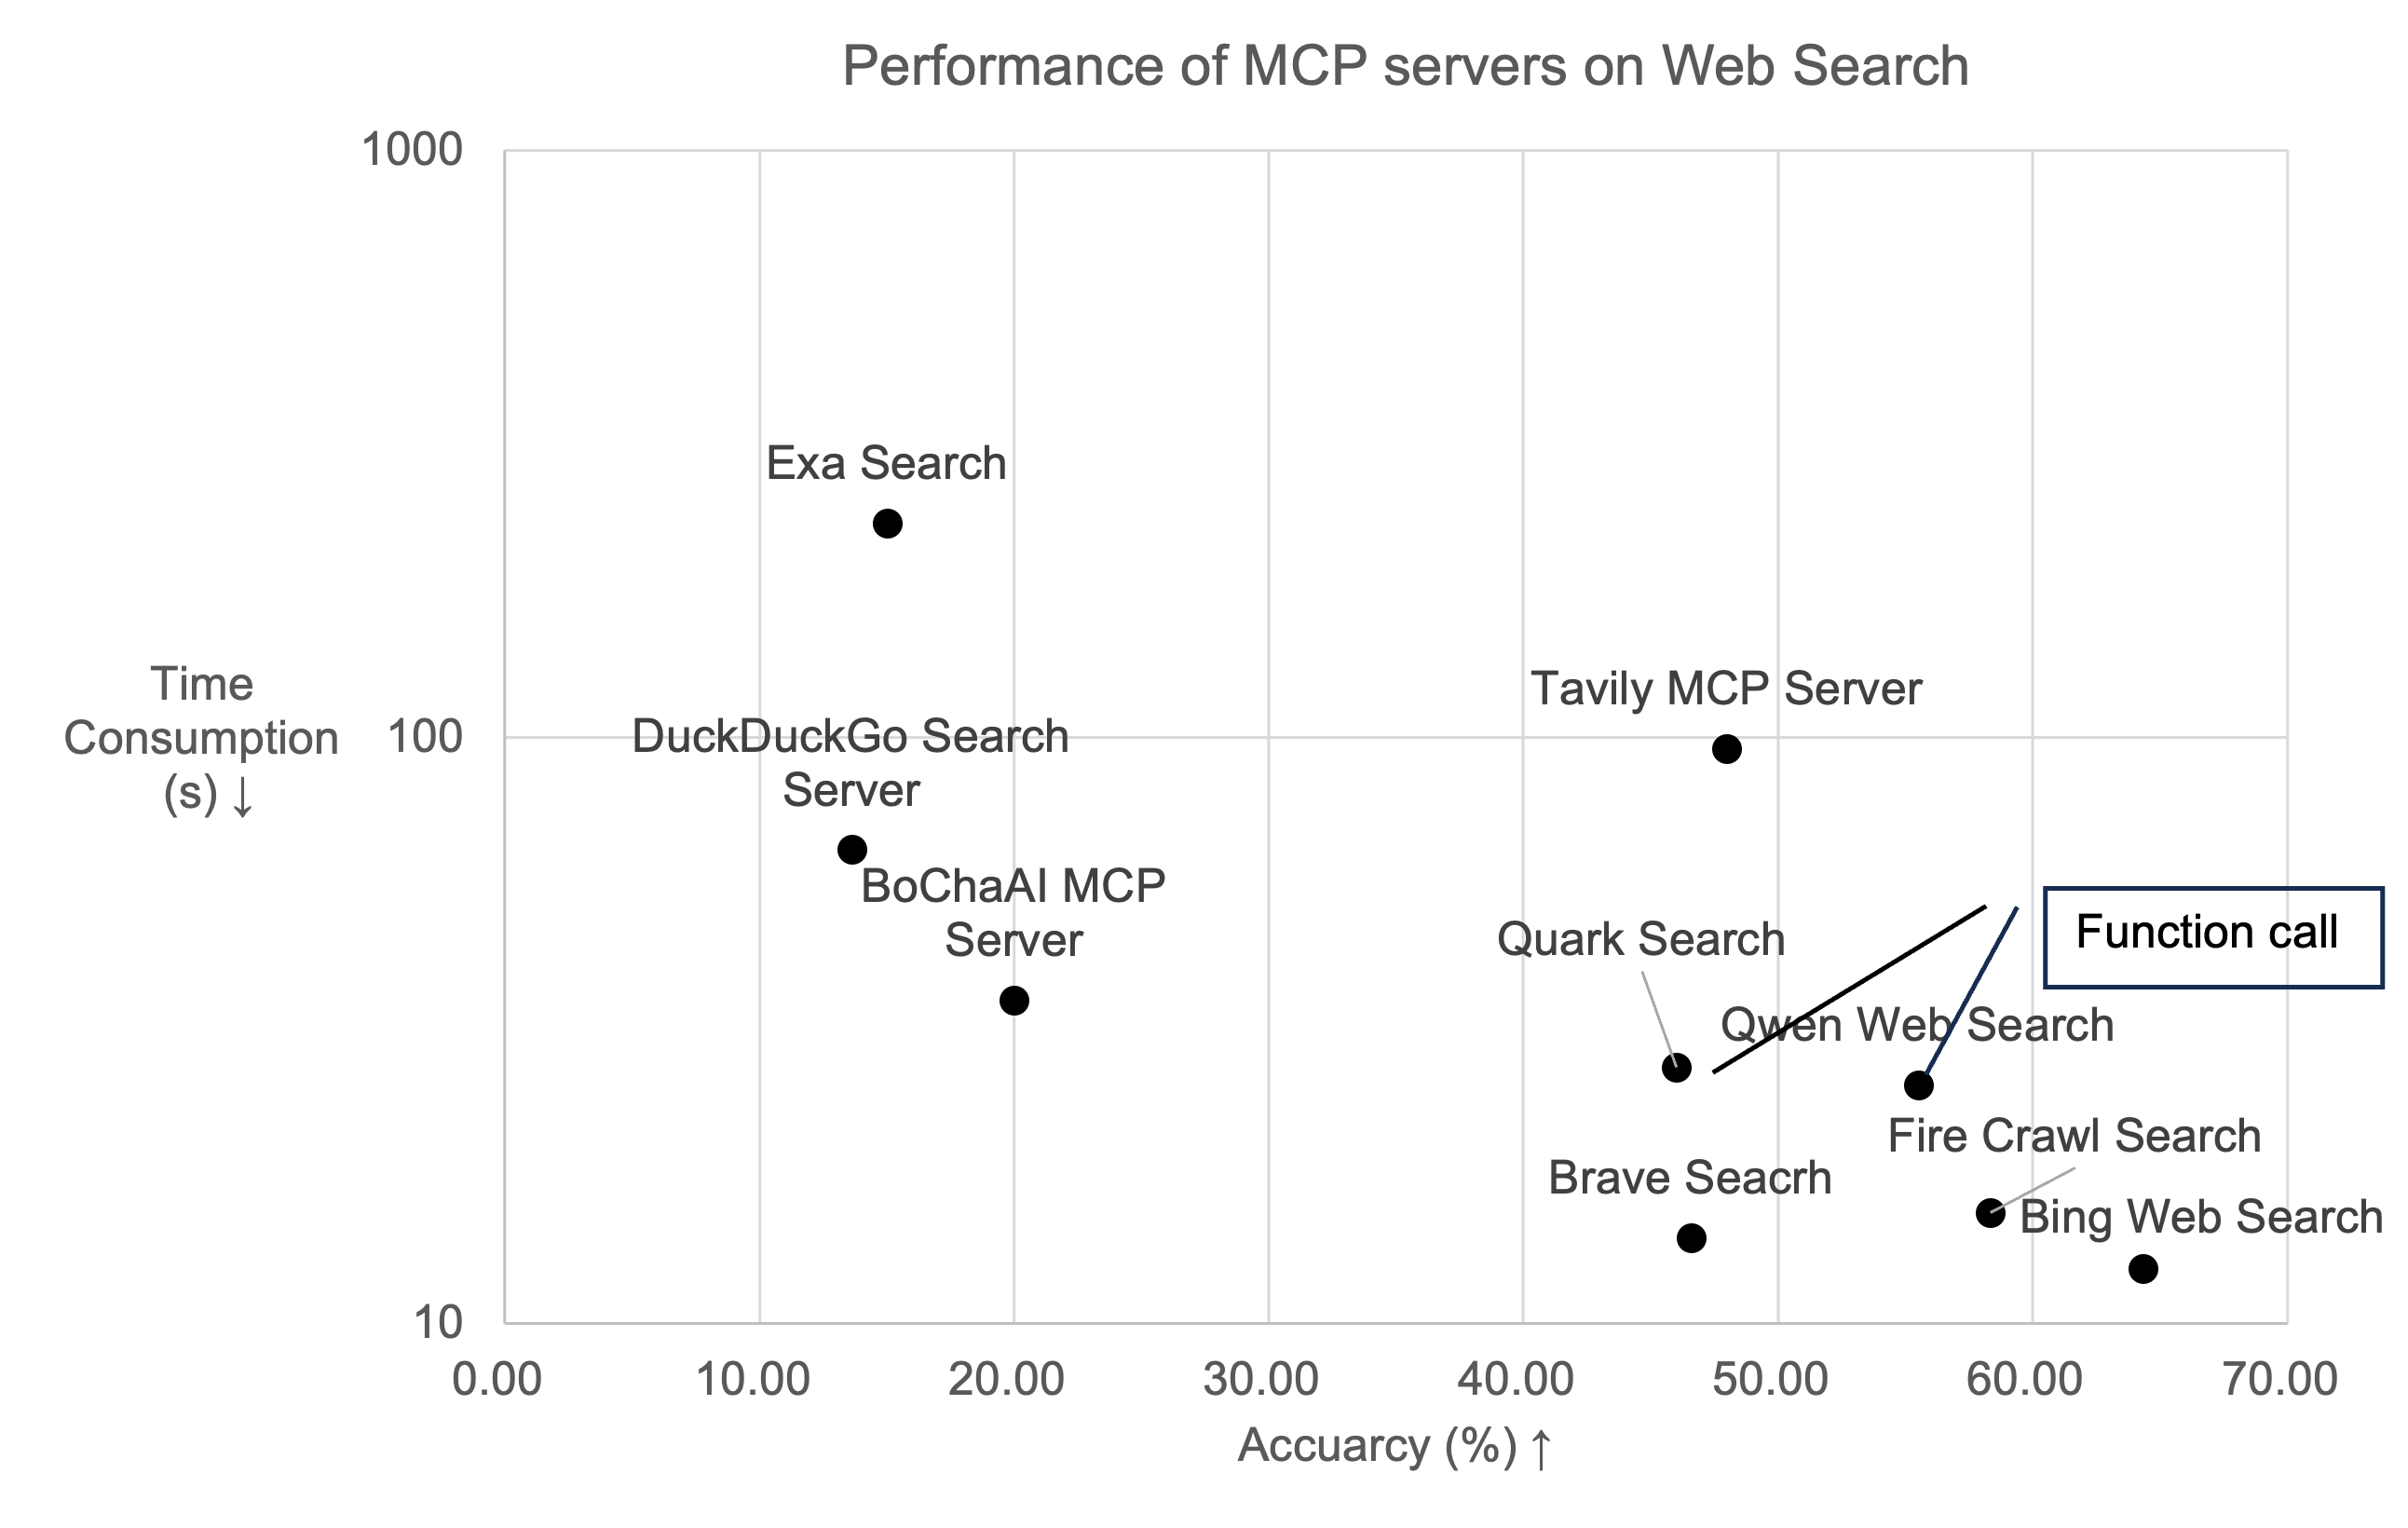 Performance of MCP servers on Web Search
1000
Exa Search
Time
Consumption
(s) ↓
100
Tavily MCP Server
DuckDuckGo Search
Server
BoChaAI MCP
Server
Quark Search
Function call
Qwen Web Search
Fire Crawl Search
Brave Seacrh
Bing Web Search
10
0.00 10.00 20.00 30.00 40.00 50.00 60.00 70.00
Accuarcy (%) ↑